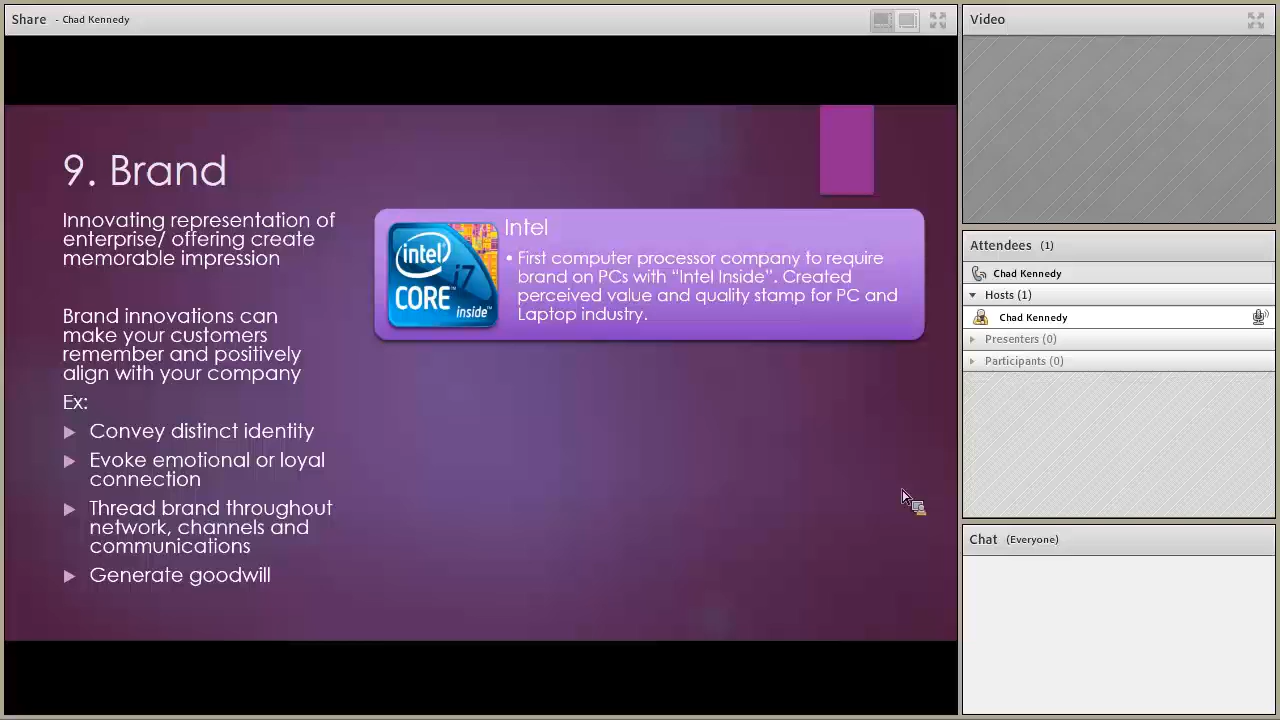 Share - Chad Kennedy
9. Brand
Innovating representation of
enterprise/ offering create
memorable impression
Brand innovations can
make your customers
remember and positively
align with your company
Ex:
Convey distinct identity
Evoke emotional or loyal
connection
Thread brand throughout
network, channels and
communications
Generate goodwill
intel
i7
CORE™
inside™
Intel
• First computer processor company to require
brand on PCs with “Intel Inside”. Created
perceived value and quality stamp for PC and
Laptop industry.
Video
Attendees (1)
Chad Kennedy
Hosts (1)
Chad Kennedy
Presenters (0)
Participants (0)
Chat (Everyone)